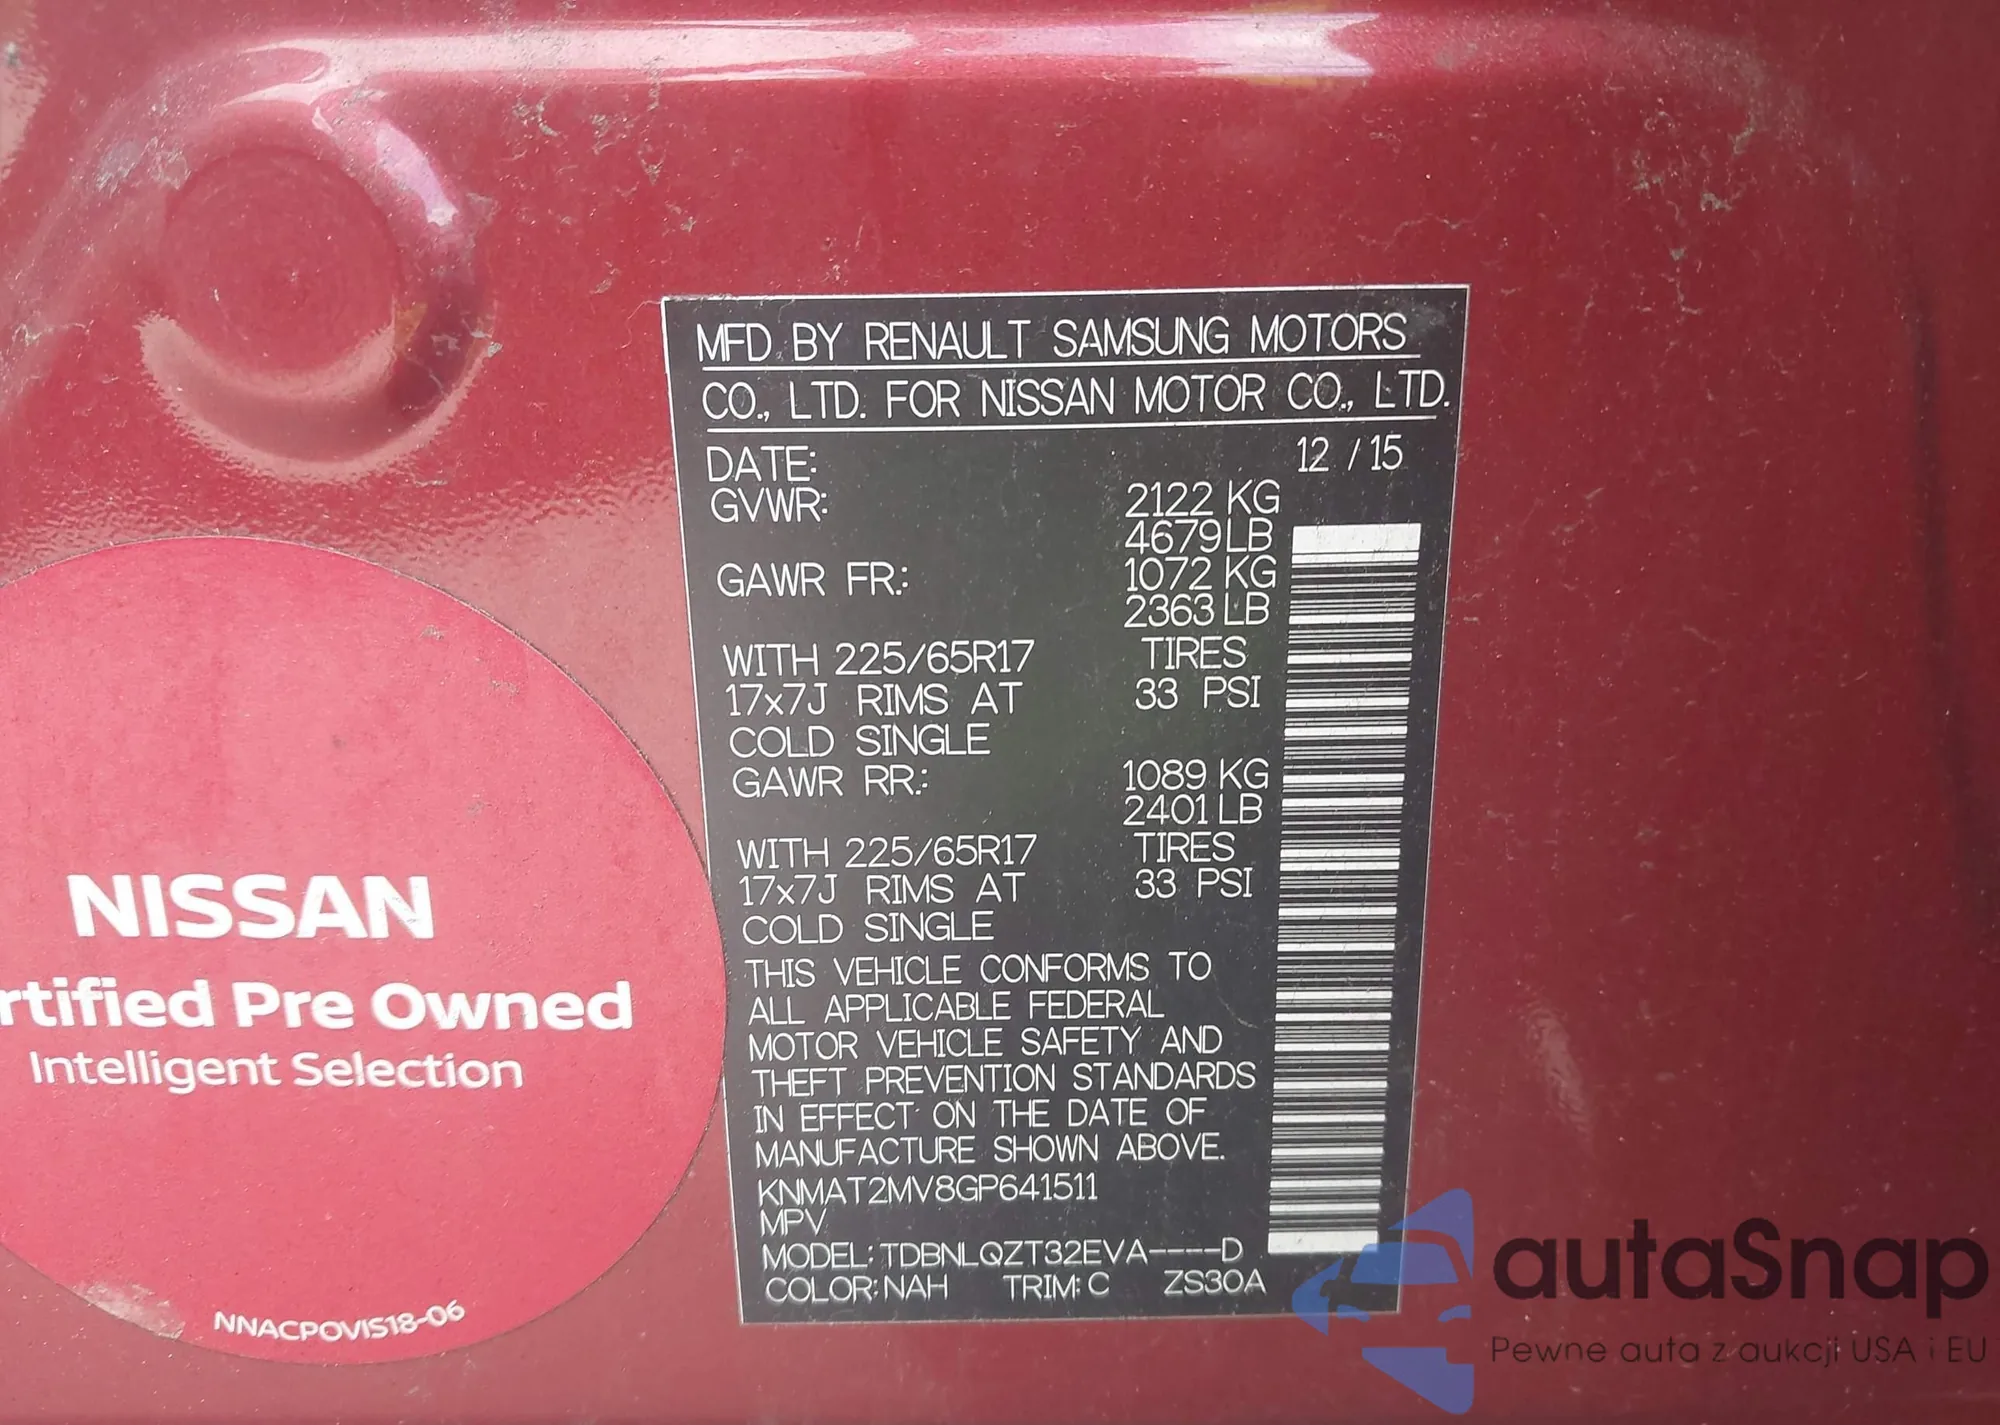 MFD. BY RENAULT SAMSUNG MOTORS
CO., LTD. FOR NISSAN MOTOR CO., LTD.
DATE: 12 / 15
GVWR: 2122 KG
4679 LB
GAWR FR.: 1072 KG
2363 LB
WITH 225/65R17 TIRES
17x7J RIMS AT 33 PSI
COLD SINGLE
GAWR RR.: 1089 KG
2401 LB
WITH 225/65R17 TIRES
17x7J RIMS AT 33 PSI
COLD SINGLE
THIS VEHICLE CONFORMS TO
ALL APPLICABLE FEDERAL
MOTOR VEHICLE SAFETY AND
THEFT PREVENTION STANDARDS
IN EFFECT ON THE DATE OF
MANUFACTURE SHOWN ABOVE.
KNMAT2MV8GP641511
MPV
MODEL: TDBNLQZT32EVA----D
COLOR: NAH TRIM: C ZS30A
NISSAN
rtified Pre Owned
Intelligent Selection
NNACPOVIS18-06
autaSnap
Pewne auta z aukcji USA i EU